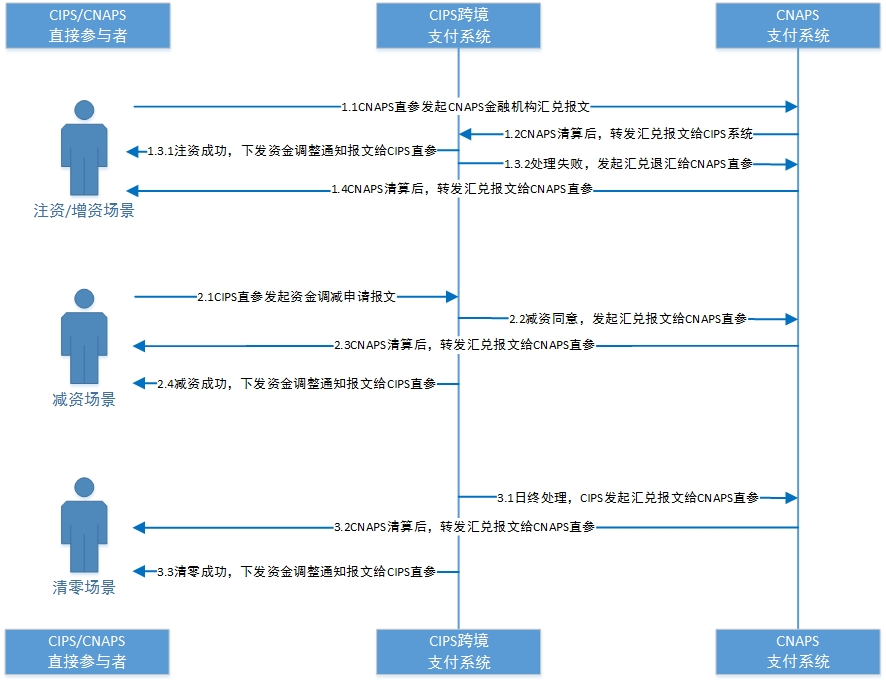 CIPS/CNAPS
直接参与者
CIPS跨境
支付系统
CNAPS
支付系统
1.1CNAPS直参发起CNAPS金融机构汇兑报文
1.2CNAPS清算后，转发汇兑报文给CIPS系统
1.3.1注资成功，下发资金调整通知报文给CIPS直参
1.3.2处理失败，发起汇兑退汇给CNAPS直参
1.4CNAPS清算后，转发汇兑报文给CNAPS直参
注资/增资场景
2.1CIPS直参发起资金调减申请报文
2.2减资同意，发起汇兑报文给CNAPS直参
2.3CNAPS清算后，转发汇兑报文给CNAPS直参
2.4减资成功，下发资金调整通知报文给CIPS直参
减资场景
3.1日终处理，CIPS发起汇兑报文给CNAPS直参
3.2CNAPS清算后，转发汇兑报文给CNAPS直参
3.3清零成功，下发资金调整通知报文给CIPS直参
清零场景
CIPS/CNAPS
直接参与者
CIPS跨境
支付系统
CNAPS
支付系统